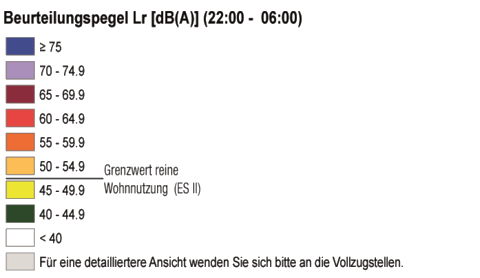 Beurteilungspegel Lr [dB(A)] (22:00 - 06:00)
≥ 75
70 - 74.9
65 - 69.9
60 - 64.9
55 - 59.9
50 - 54.9
Grenzwert reine
Wohnnutzung (ES II)
45 - 49.9
40 - 44.9
< 40
Für eine detailliertere Ansicht wenden Sie sich bitte an die Vollzugstellen.